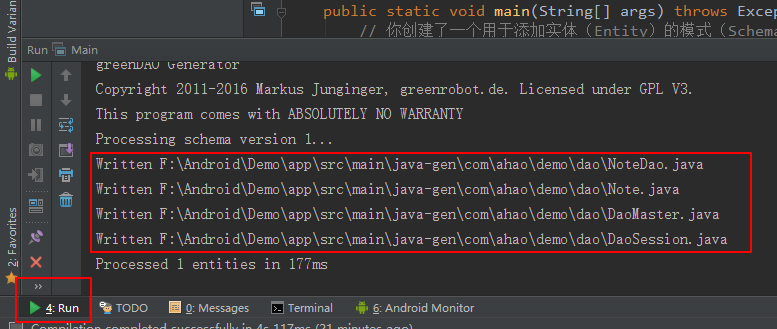 public static void main(String[] args) throws Excep
// 你创建了一个用于添加实体（Entity）的模式（Schema
Build Varian
Run Main
greenDAO Generator
Copyright 2011-2016 Markus Junginger, greenrobot.de. Licensed under GPL V3.
This program comes with ABSOLUTELY NO WARRANTY
Processing schema version 1...
Written F:\Android\Demo\app\src\main\java-gen\com\ahao\demo\dao\NoteDao.java
Written F:\Android\Demo\app\src\main\java-gen\com\ahao\demo\dao\Note.java
Written F:\Android\Demo\app\src\main\java-gen\com\ahao\demo\dao\DaoMaster.java
Written F:\Android\Demo\app\src\main\java-gen\com\ahao\demo\dao\DaoSession.java
Processed 1 entities in 177ms
2: Favorites
4: Run TODO 0: Messages Terminal 6: Android Monitor
Compilation completed successfully in 4s 117ms (21 minutes ago)